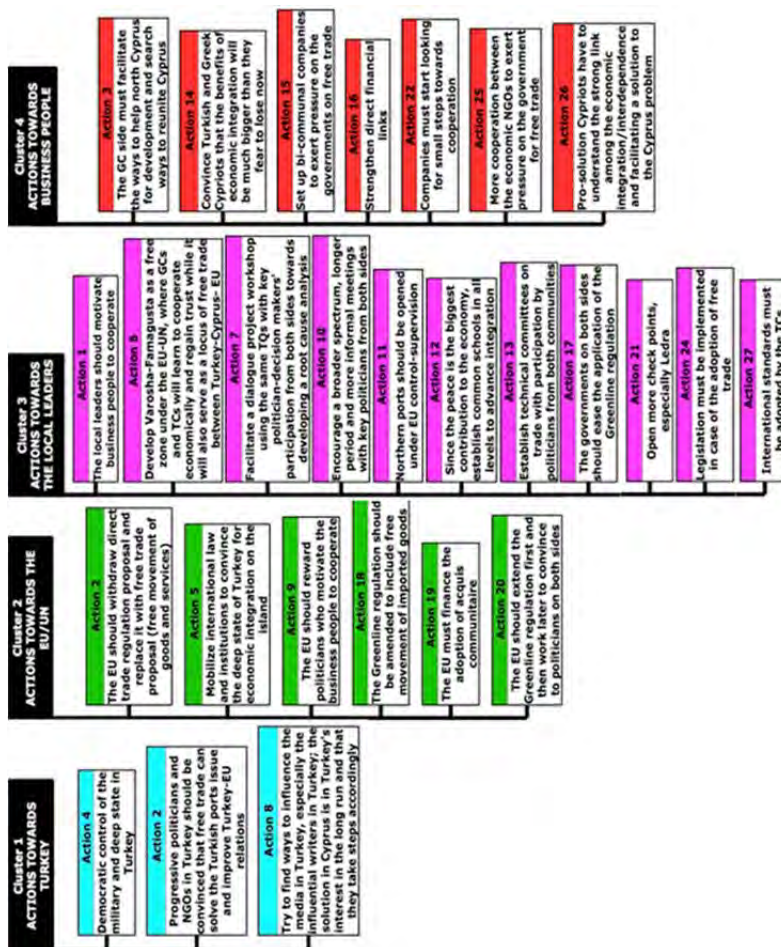 Cluster 1
ACTIONS TOWARDS
TURKEY
Action 4
Democratic control of the
military and deep state in
Turkey
Action 2
Progressive politicians and
NGOs in Turkey should be
convinced that free trade can
solve the Turkish ports issue
and improve Turkey-EU
relations
Action 8
Try to find ways to influence the
media in Turkey, especially the
influential writers in Turkey; the
solution in Cyprus is in Turkey's
interest in the long run and that
they take steps accordingly
Cluster 2
ACTIONS TOWARDS THE
EU/UN
Action 2
The EU should withdraw direct
trade regulation proposal and
replace it with free trade
proposal (free movement of
goods and services)
Action 5
Mobilize international law
and institutions to convince
the deep state of Turkey for
economic integration on the
island
Action 9
The EU should reward
politicians who motivate the
business people to cooperate
Action 18
The Greenline regulation should
be amended to include free
movement of imported goods
Action 19
The EU must finance the
adoption of acquis
communitaire
Action 20
The EU should extend the
Greenline regulation first and
then work later to convince
to politicians on both sides
Cluster 3
ACTIONS TOWARDS
THE LOCAL LEADERS
Action 1
The local leaders should motivate
business people to cooperate
Action 6
Develop Varosha-Famagusta as a free
zone under the EU-UN, where GCs
and TCs will learn to cooperate
economically and regain trust while it
will also serve as a locus of free trade
between Turkey-Cyprus- EU
Action 7
Facilitate a dialogue project workshop
using the same TQs with key
politician-decision makers'
participation from both sides towards
developing a root cause analysis
Action 10
Encourage a broader spectrum, longer
period and more informal meetings
with key politicians from both sides
Action 11
Northern ports should be opened
under EU control-supervision
Action 12
Since the peace is the biggest
contribution to the economy,
establish common schools in all
levels to advance integration
Action 13
Establish technical committees on
trade with participation by
politicians from both communities
Action 17
The governments on both sides
should ease the application of the
Greenline regulation
Action 21
Open more check points,
especially Ledra
Action 24
Legislation must be implemented
in case of the adoption of free
trade
Action 27
International standards must
be adopted by the TCs
Cluster 4
ACTIONS TOWARDS
BUSINESS PEOPLE
Action 3
The GC side must facilitate
the ways to help north Cyprus
for development and search
ways to reunite Cyprus
Action 14
Convince Turkish and Greek
Cypriots that the benefits of
economic integration will
be much bigger than they
fear to lose now
Action 15
Set up bi-communal companies
to exert pressure on the
governments on free trade
Action 16
Strengthen direct financial
links
Action 22
Companies must start looking
for small steps towards
cooperation
Action 25
More cooperation between
the economic NGOs to exert
pressure on the government
for free trade
Action 26
Pro-solution Cypriots have to
understand the strong link
among the economic
integration/interdependence
and facilitating a solution to
the Cyprus problem